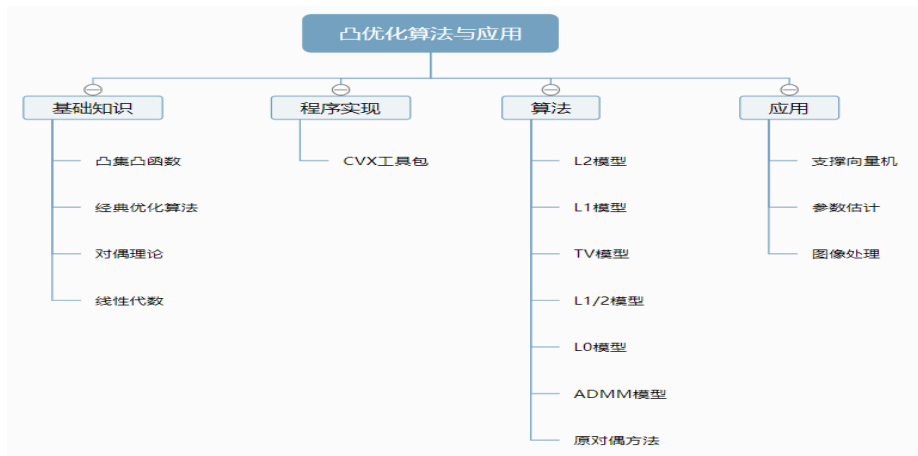 凸优化算法与应用
基础知识
程序实现
算法
应用
凸集凸函数
CVX工具包
L2模型
支撑向量机
经典优化算法
L1模型
参数估计
对偶理论
TV模型
图像处理
线性代数
L1/2模型
L0模型
ADMM模型
原对偶方法